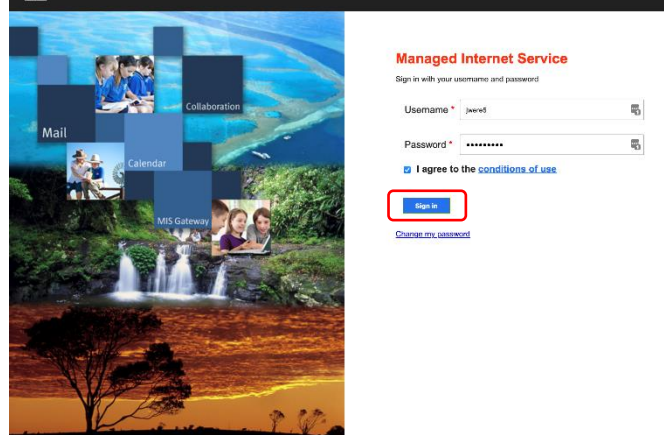 Managed Internet Service
Sign in with your username and password
Username * jwere5
Password * •••••••••
I agree to the conditions of use
Sign in
Change my password
Collaboration
Mail
Calendar
MIS Gateway